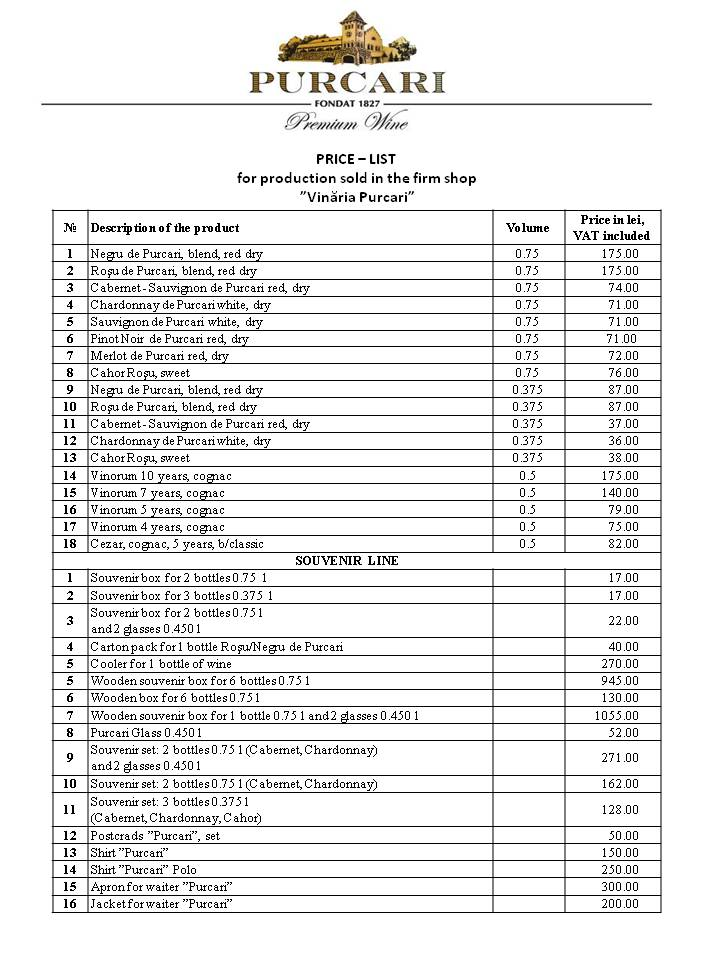 PURCARI
FONDAT 1827
Premium Wine
PRICE – LIST
for production sold in the firm shop
”Vinăria Purcari”
№ Description of the product Volume Price in lei, VAT included
1 Negru de Purcari, blend, red dry 0.75 175.00
2 Roşu de Purcari, blend, red dry 0.75 175.00
3 Cabernet - Sauvignon de Purcari red, dry 0.75 74.00
4 Chardonnay de Purcari white, dry 0.75 71.00
5 Sauvignon de Purcari white, dry 0.75 71.00
6 Pinot Noir de Purcari red, dry 0.75 71.00
7 Merlot de Purcari red, dry 0.75 72.00
8 Cahor Roşu, sweet 0.75 76.00
9 Negru de Purcari, blend, red dry 0.375 87.00
10 Roşu de Purcari, blend, red dry 0.375 87.00
11 Cabernet - Sauvignon de Purcari red, dry 0.375 37.00
12 Chardonnay de Purcari white, dry 0.375 36.00
13 Cahor Roşu, sweet 0.375 38.00
14 Vinorum 10 years, cognac 0.5 175.00
15 Vinorum 7 years, cognac 0.5 140.00
16 Vinorum 5 years, cognac 0.5 79.00
17 Vinorum 4 years, cognac 0.5 75.00
18 Cezar, cognac, 5 years, b/classic 0.5 82.00
SOUVENIR LINE
1 Souvenir box for 2 bottles 0.75 l 17.00
2 Souvenir box for 3 bottles 0.375 l 17.00
3 Souvenir box for 2 bottles 0.75 l
and 2 glasses 0.450 l 22.00
4 Carton pack for 1 bottle Roşu/Negru de Purcari 40.00
5 Cooler for 1 bottle of wine 270.00
5 Wooden souvenir box for 6 bottles 0.75 l 945.00
6 Wooden box for 6 bottles 0.75 l 130.00
7 Wooden souvenir box for 1 bottle 0.75 l and 2 glasses 0.450 l 1055.00
8 Purcari Glass 0.450 l 52.00
9 Souvenir set: 2 bottles 0.75 l (Cabernet, Chardonnay)
and 2 glasses 0.450 l 271.00
10 Souvenir set: 2 bottles 0.75 l (Cabernet, Chardonnay) 162.00
11 Souvenir set: 3 bottles 0.375 l
(Cabernet, Chardonnay, Cahor) 128.00
12 Postcrads ”Purcari”, set 50.00
13 Shirt ”Purcari” 150.00
14 Shirt ”Purcari” Polo 250.00
15 Apron for waiter ”Purcari” 300.00
16 Jacket for waiter ”Purcari” 200.00